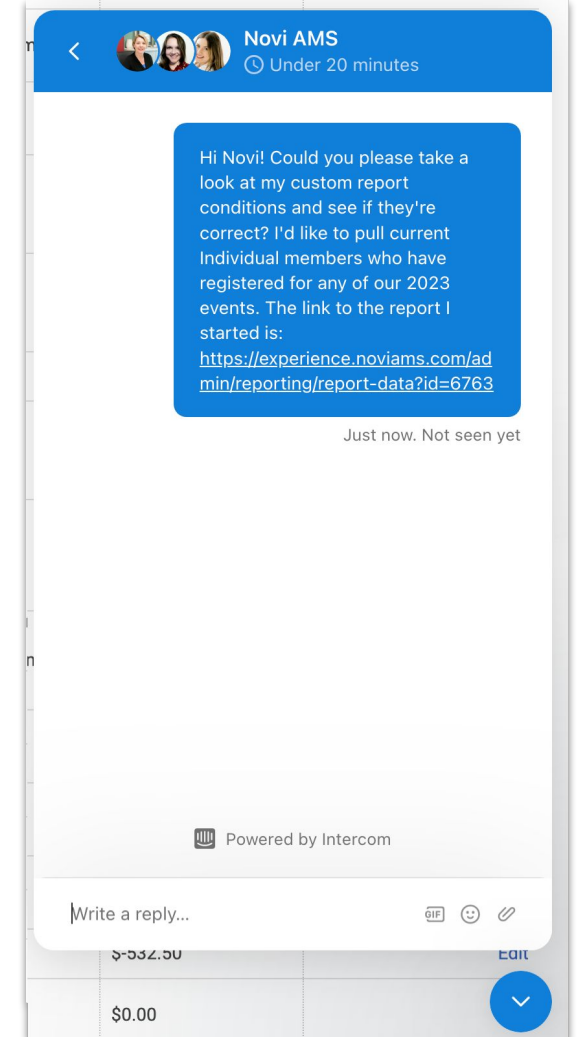 Novi AMS
Under 20 minutes
Hi Novi! Could you please take a
look at my custom report
conditions and see if they're
correct? I'd like to pull current
Individual members who have
registered for any of our 2023
events. The link to the report I
started is:
https://experience.noviams.com/ad
min/reporting/report-data?id=6763
Just now. Not seen yet
Powered by Intercom
Write a reply...
GIF
$-532.50
Edit
$0.00